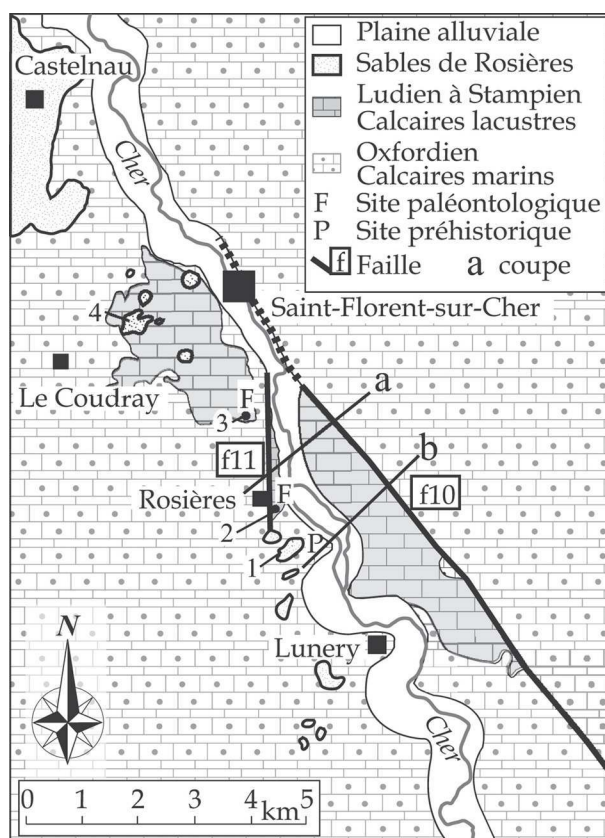 Plaine alluviale
Sables de Rosières
Ludien à Stampien
Calcaires lacustres
Oxfordien
Calcaires marins
F Site paléontologique
P Site préhistorique
f Faille a coupe
Castelnau
Cher
Saint-Florent-sur-Cher
4
Le Coudray
F
3
a
b
f11
f10
Rosières
F
2
1
P
Lunery
N
Cher
0 1 2 3 4 5
km